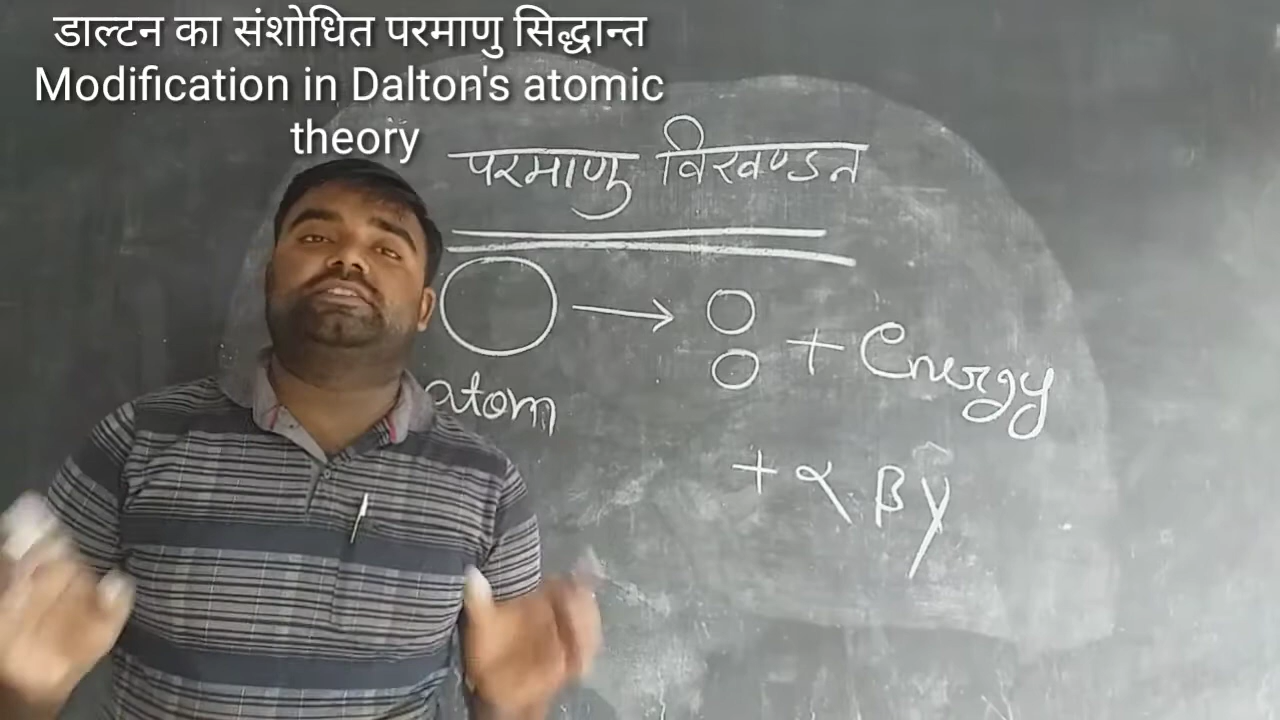 डाल्टन का संशोधित परमाणु सिद्धान्त
Modification in Dalton's atomic
theory
परमाणु विखण्डन
atom
+ Energy
+ α β γ